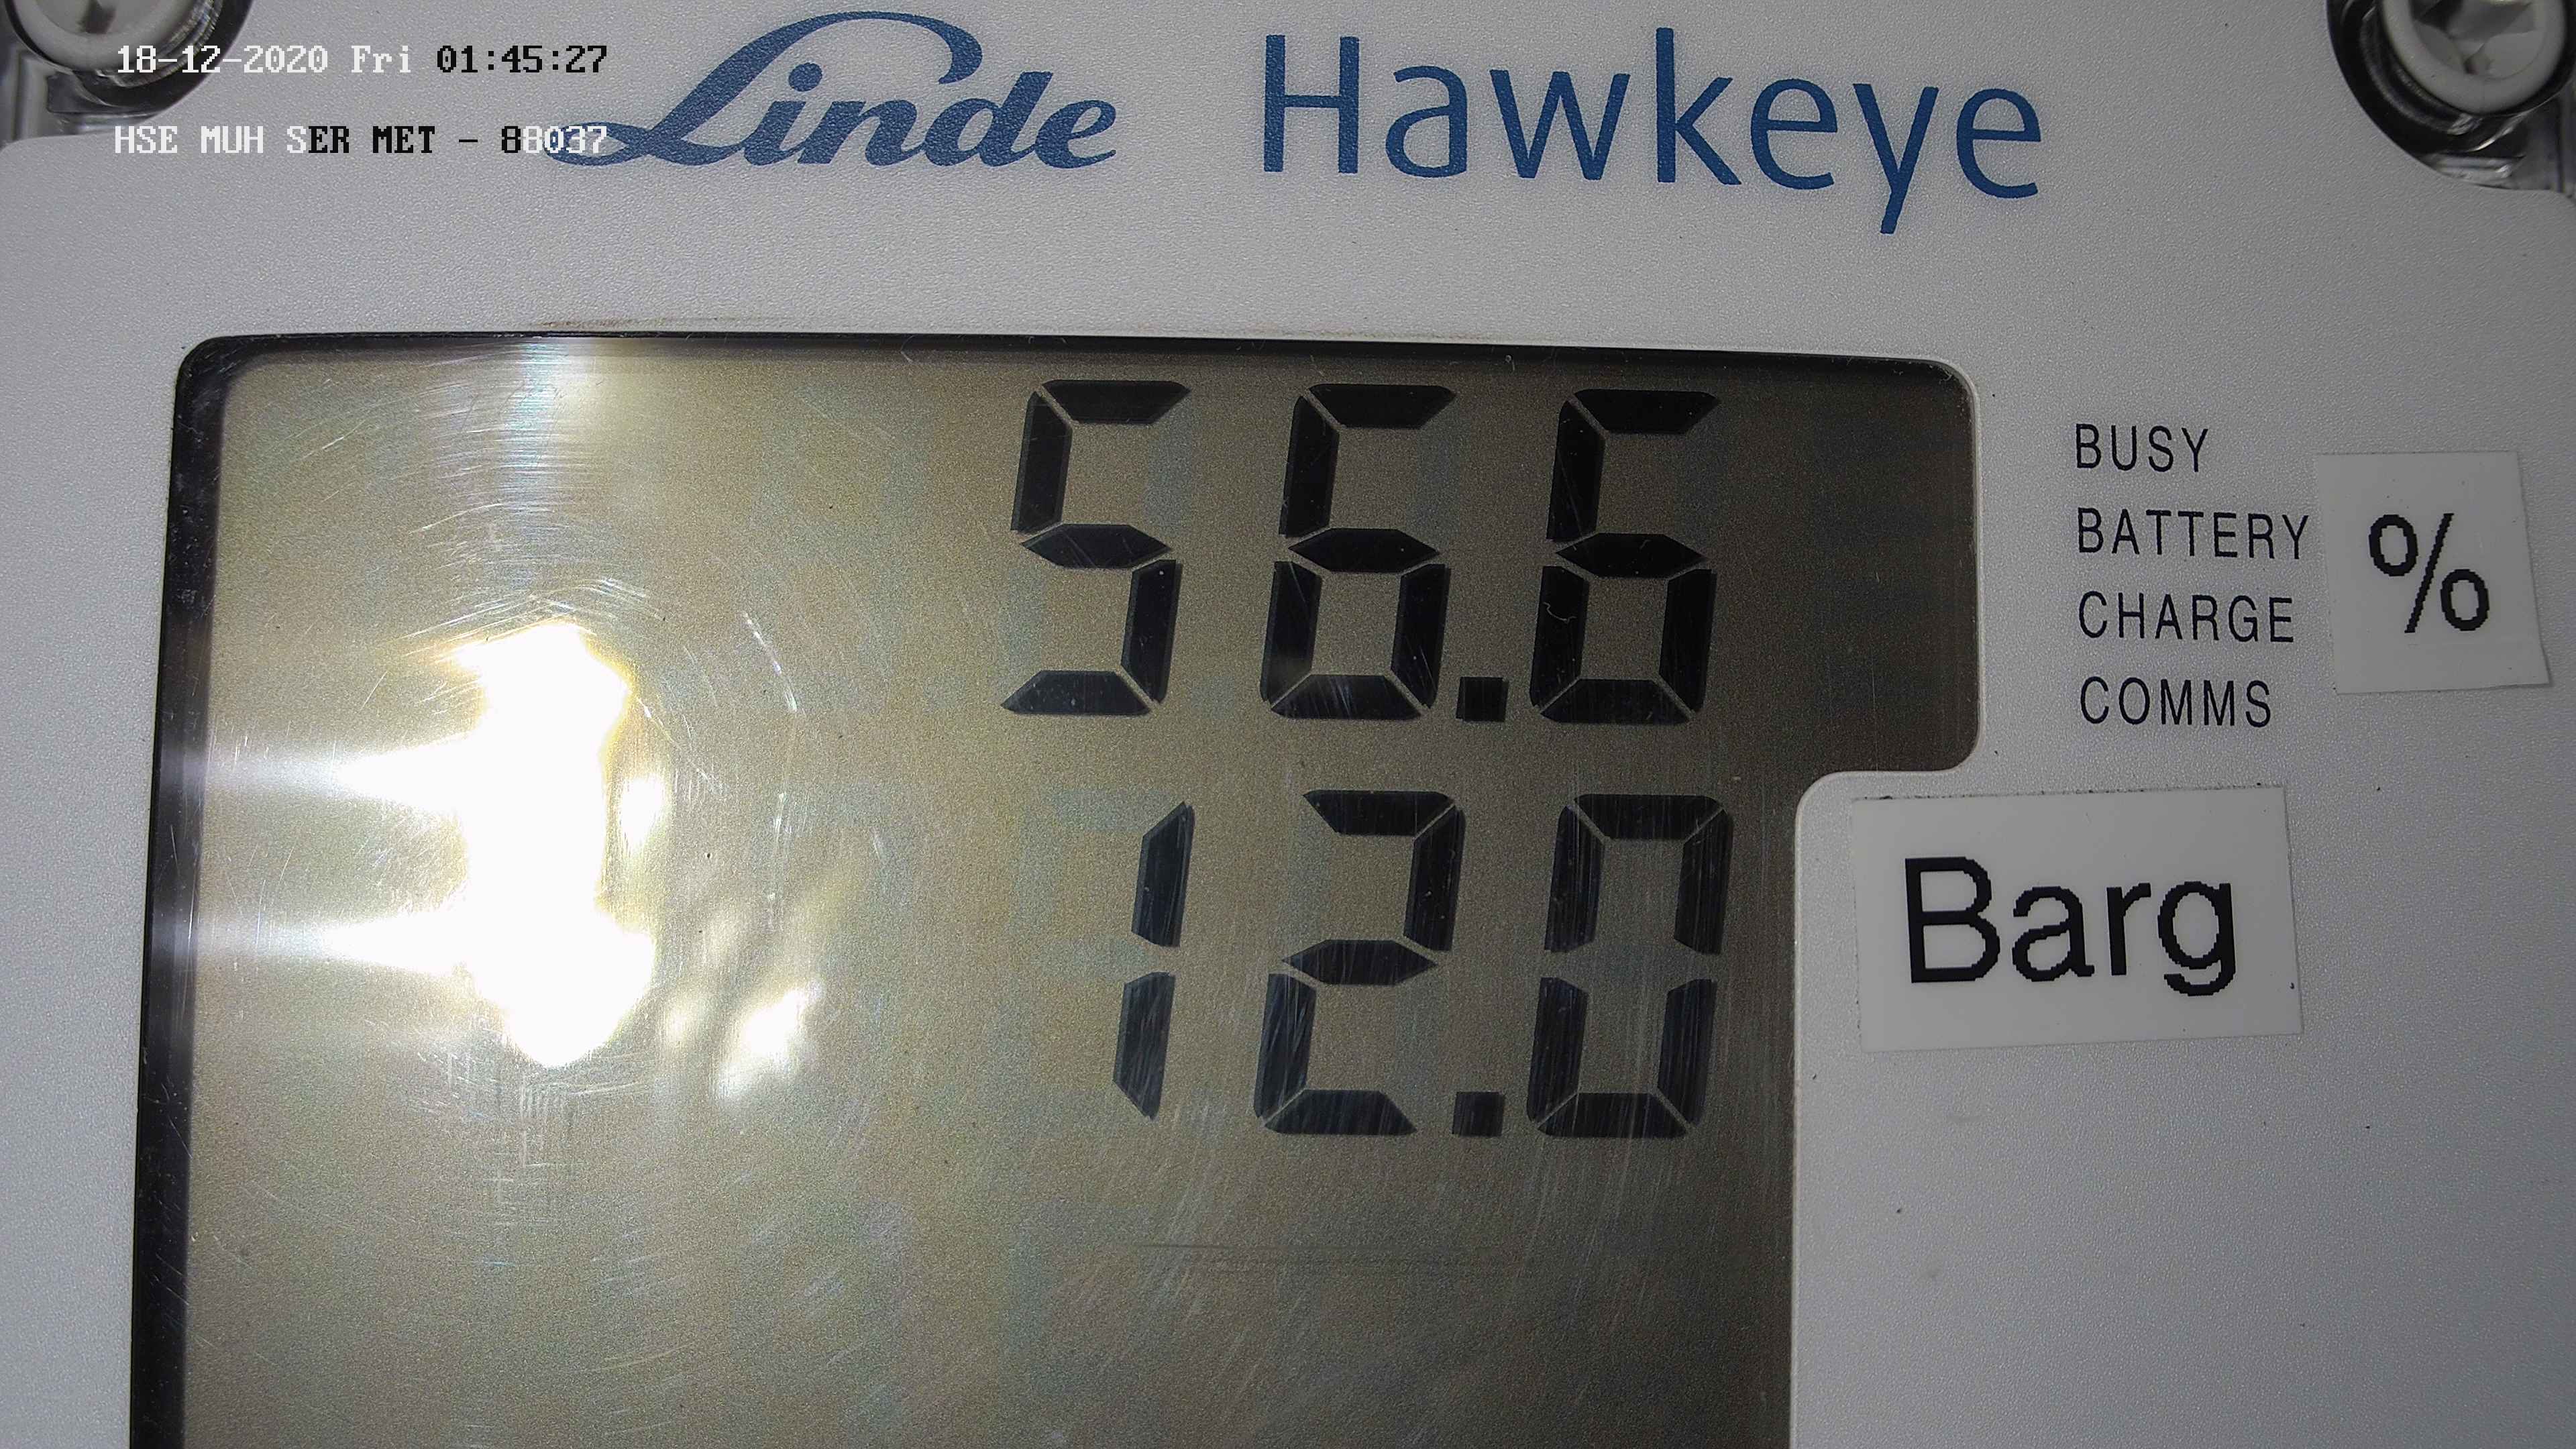 18-12-2020 Fri 01:45:27
HSE MUH SER MET - 88037
Linde Hawkeye
56.6
BUSY
BATTERY
CHARGE
COMMS
%
12.0
Barg